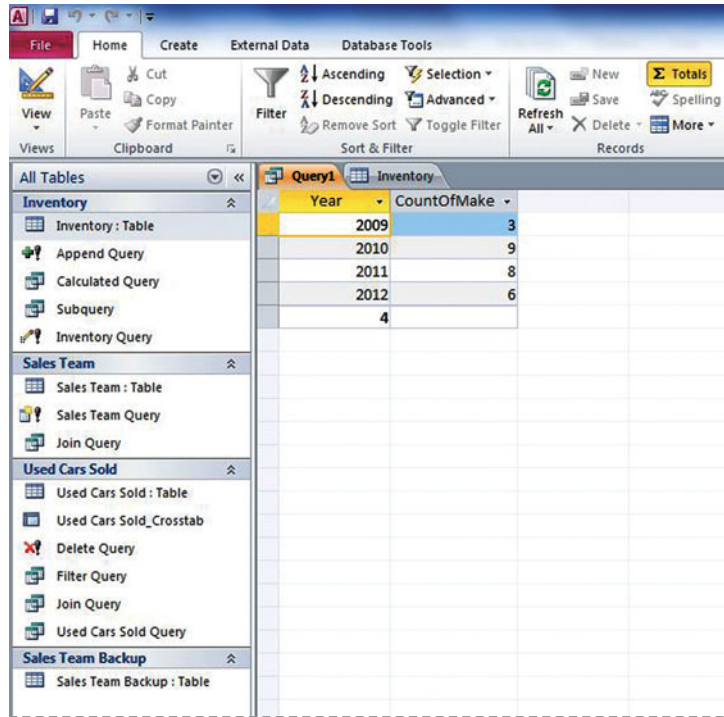 A
File Home Create External Data Database Tools
View
Views
Paste
Cut
Copy
Format Painter
Clipboard
Filter
Ascending
Descending
Remove Sort
Selection
Advanced
Toggle Filter
Sort & Filter
Refresh
All
New
Save
Delete
Σ Totals
Spelling
More
Records
All Tables
Inventory
Inventory : Table
Append Query
Calculated Query
Subquery
Inventory Query
Sales Team
Sales Team : Table
Sales Team Query
Join Query
Used Cars Sold
Used Cars Sold : Table
Used Cars Sold_Crosstab
Delete Query
Filter Query
Join Query
Used Cars Sold Query
Sales Team Backup
Sales Team Backup : Table
Query1 Inventory
Year CountOfMake
2009 3
2010 9
2011 8
2012 6
4